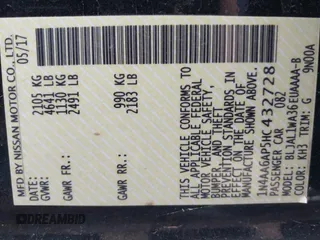 MFD BY NISSAN MOTOR CO., LTD.
05/17
GVWR: 2105 KG
4641 LB
GAWR FR.: 1130 KG
2491 LB
GAWR RR: 990 KG
2183 LB
THIS VEHICLE CONFORMS TO
ALL APPLICABLE FEDERAL
MOTOR VEHICLE SAFETY,
BUMPER, AND THEFT
PREVENTION STANDARDS IN
EFFECT ON THE DATE OF
MANUFACTURE SHOWN ABOVE.
1N4AA6AP5HC432728
PASSENGER CAR 082
MODEL: BLJALLWA36EUAAAA-B
COLOR: KH3 TRIM: G 9N00A
DREAMBID